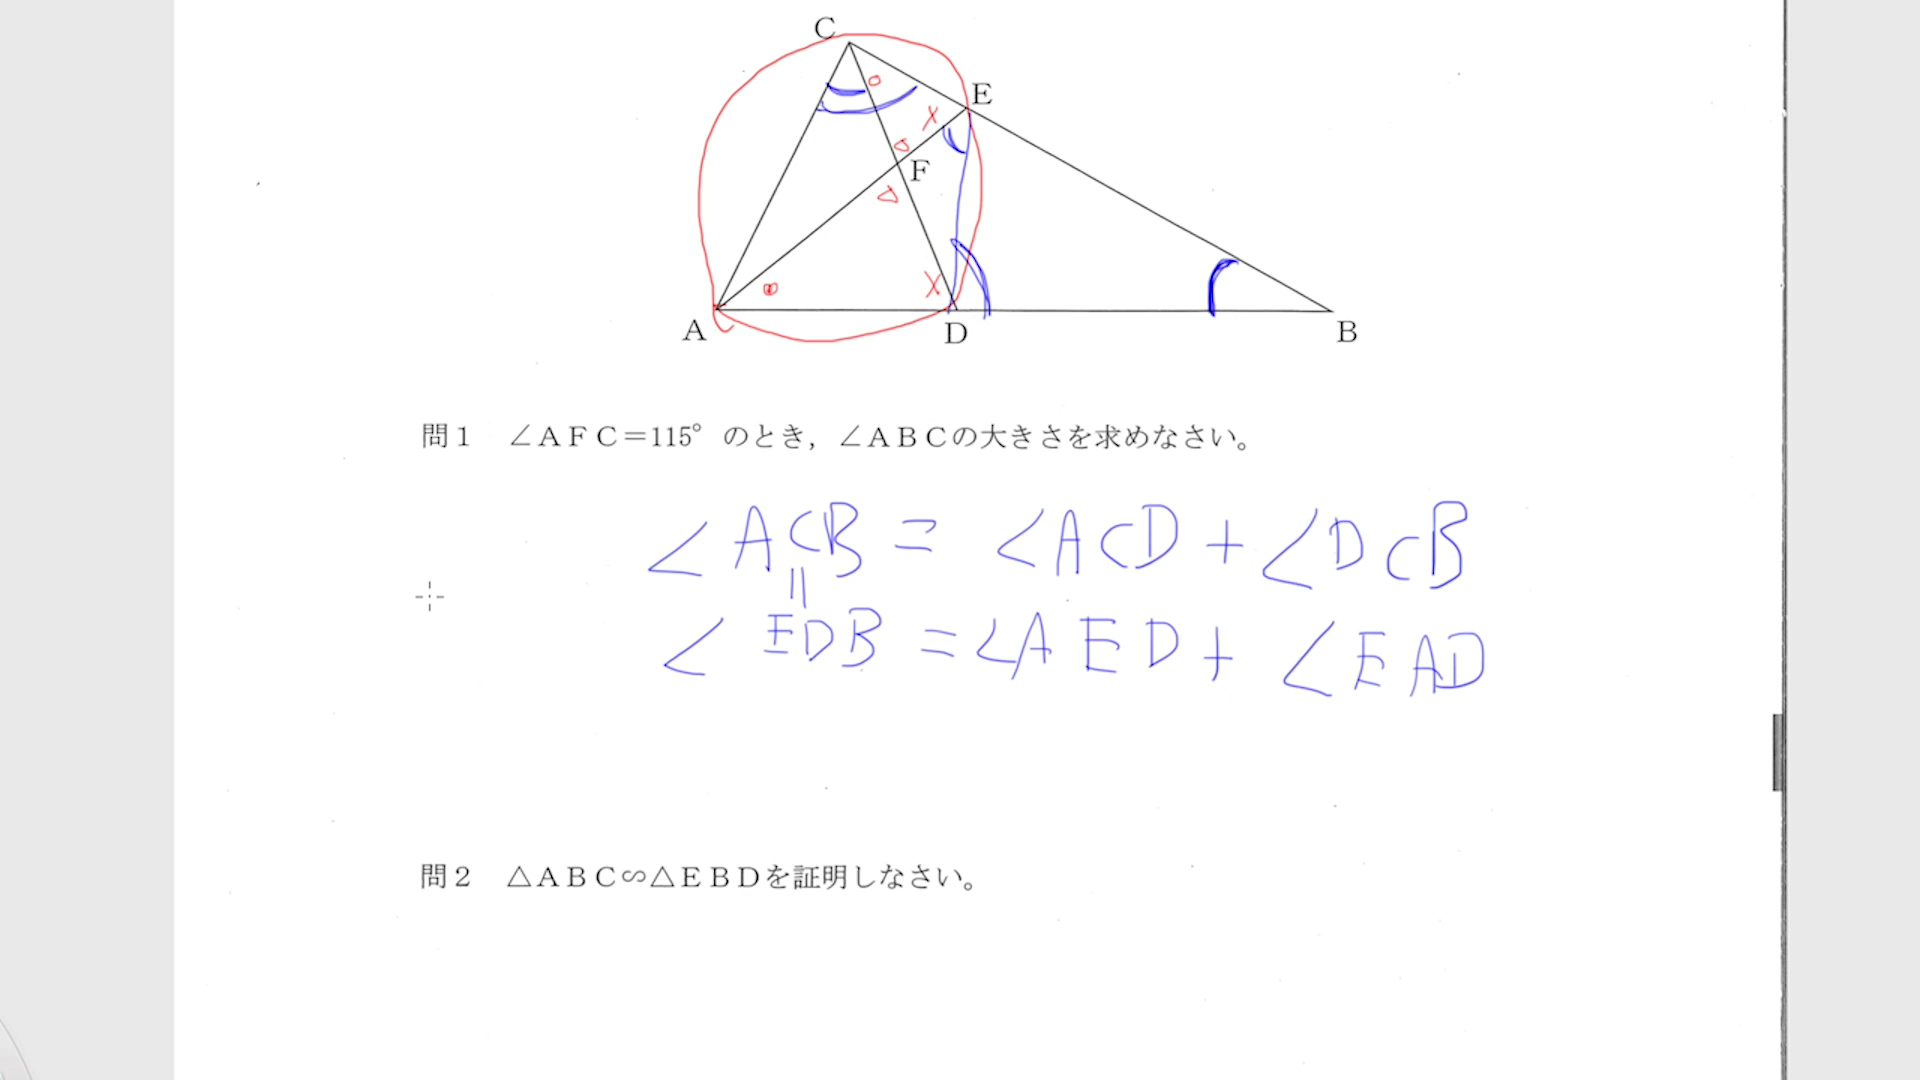 C
E
F
A
D
B
問１ ∠ＡＦＣ＝115° のとき，∠ＡＢＣの大きさを求めなさい。
∠ACB = ∠ACD + ∠DCB
||
∠EDB = ∠AED + ∠EAD
問２ △ＡＢＣ∽△ＥＢＤを証明しなさい。